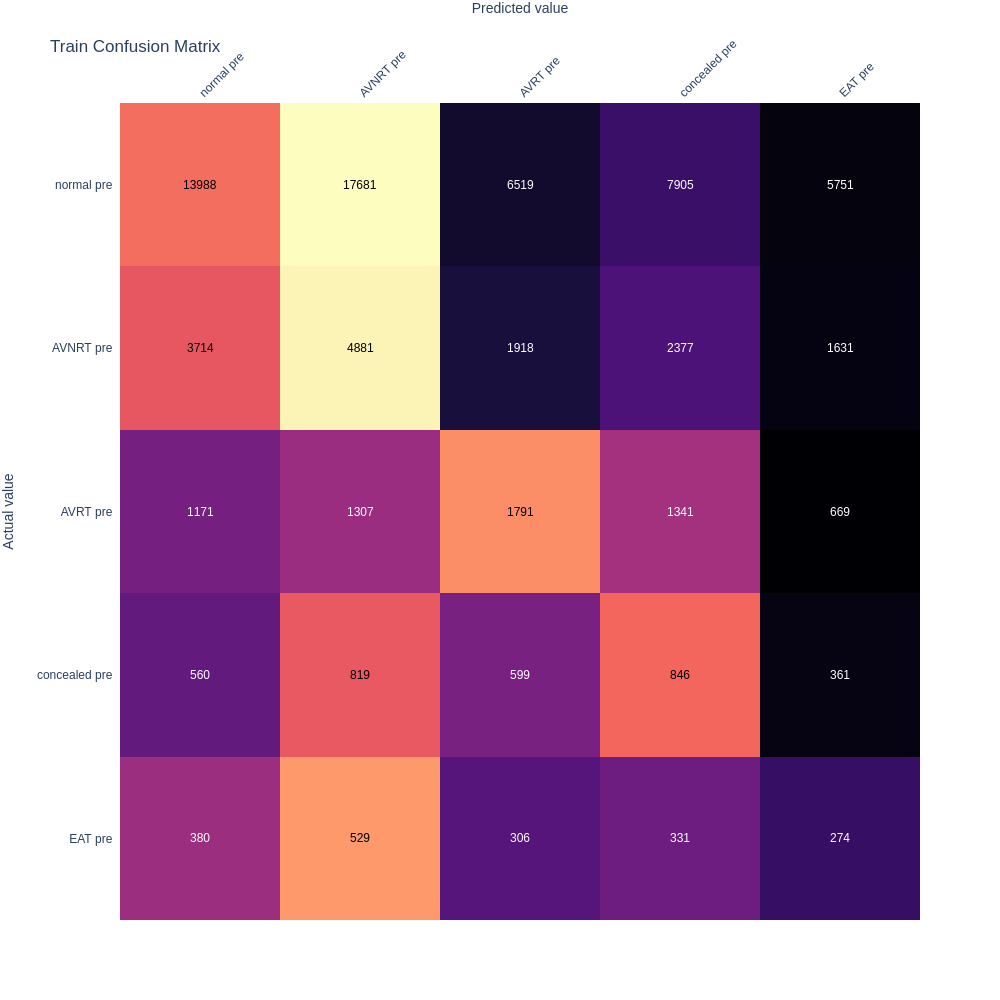 Predicted value
Train Confusion Matrix
normal pre AVNRT pre AVRT pre concealed pre EAT pre
normal pre 13988 17681 6519 7905 5751
AVNRT pre 3714 4881 1918 2377 1631
Actual value
AVRT pre 1171 1307 1791 1341 669
concealed pre 560 819 599 846 361
EAT pre 380 529 306 331 274